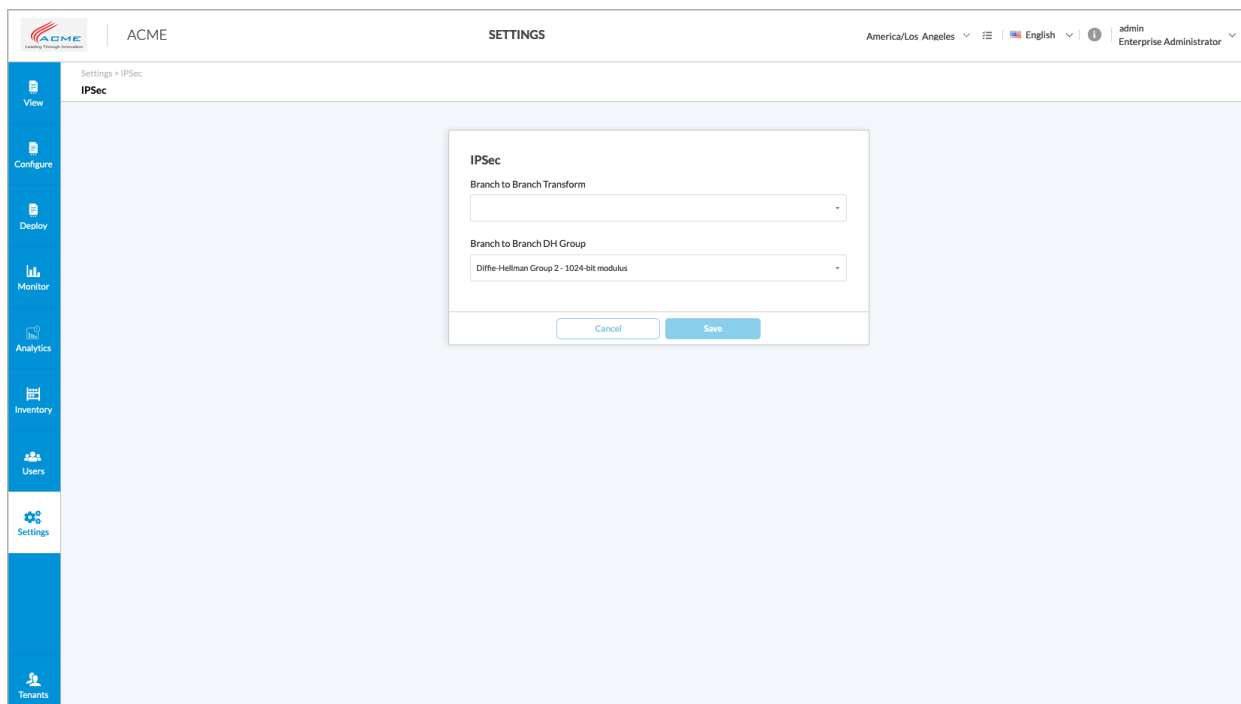 ACME
Leading Through Innovation
ACME
SETTINGS
America/Los Angeles
English
i
admin
Enterprise Administrator
Settings > IPSec
IPSec
View
Configure
Deploy
Monitor
Analytics
Inventory
Users
Settings
Tenants
IPSec
Branch to Branch Transform
Branch to Branch DH Group
Diffie-Hellman Group 2 - 1024-bit modulus
Cancel
Save